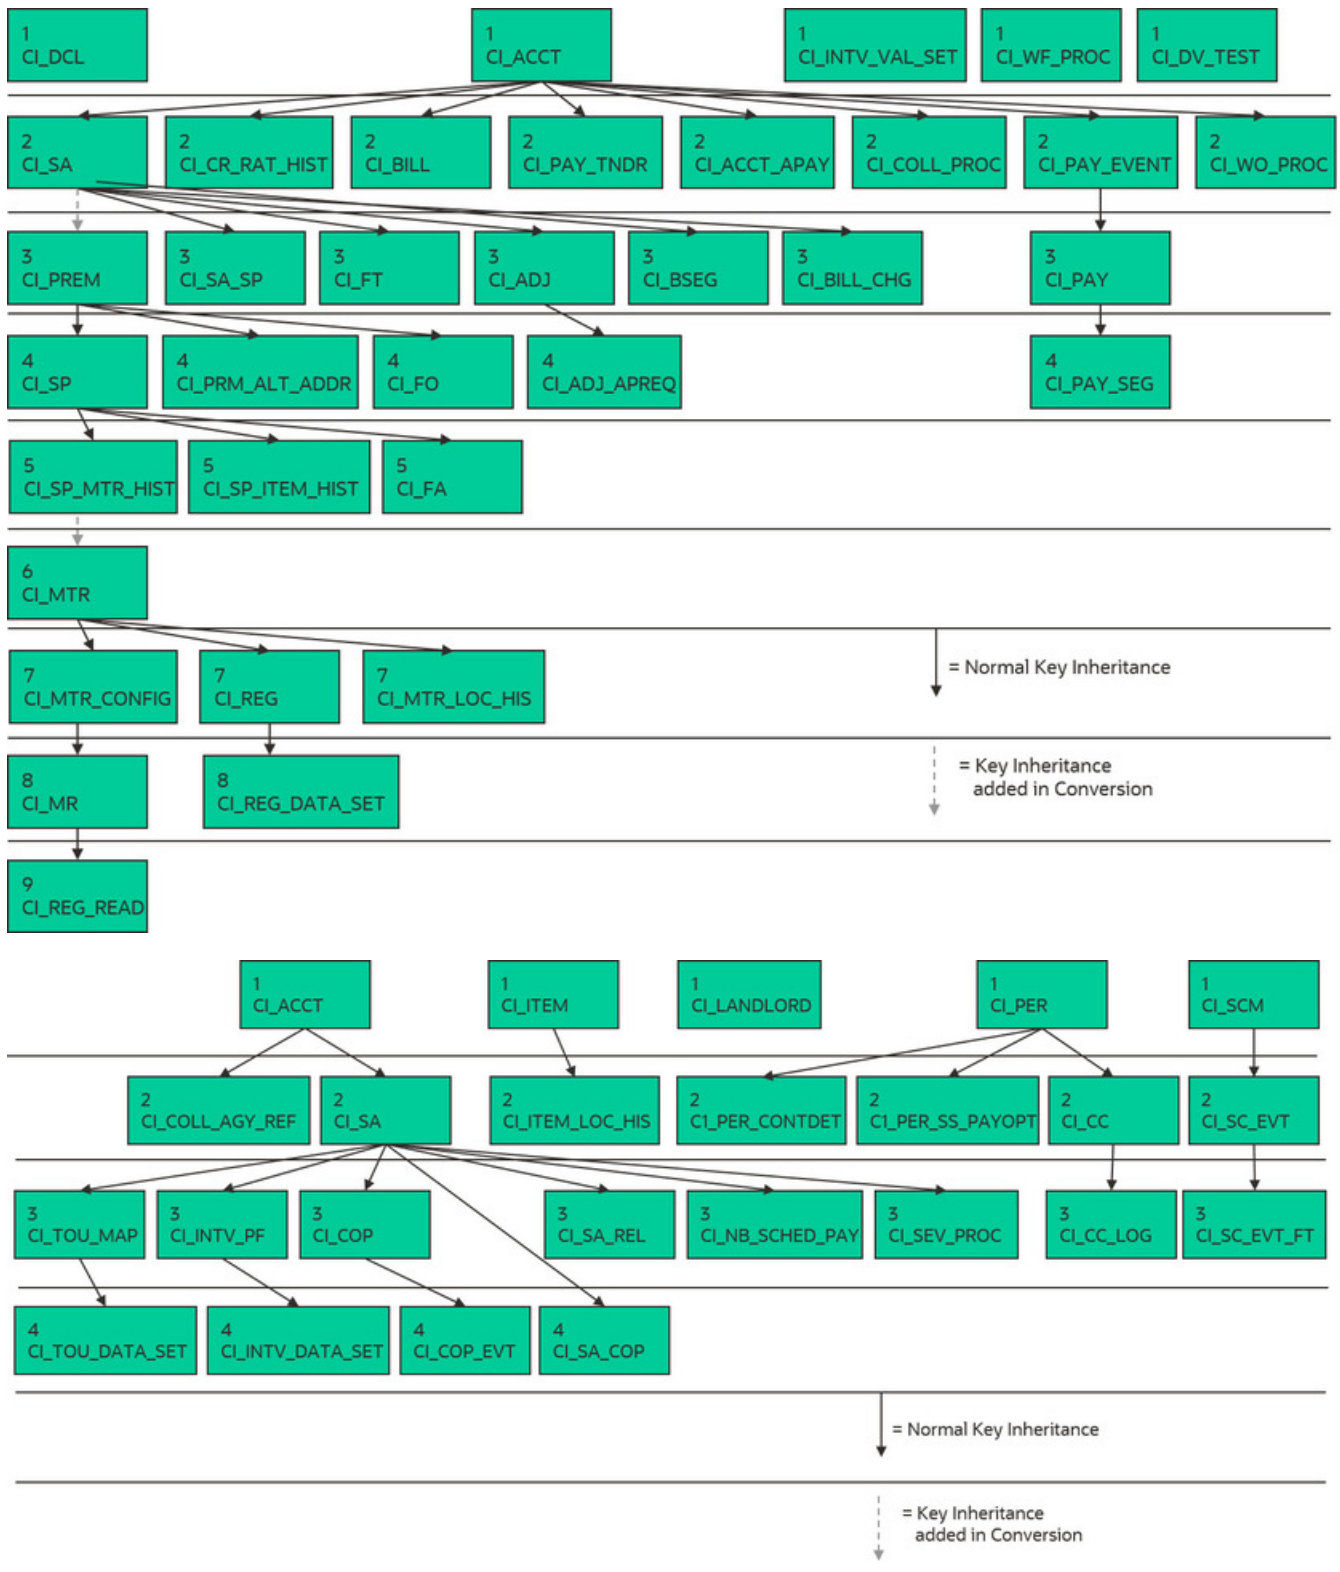 1
CI_DCL
1
CI_ACCT
1
CI_INTV_VAL_SET
1
CI_WF_PROC
1
CI_DV_TEST
2
CI_SA
2
CI_CR_RAT_HIST
2
CI_BILL
2
CI_PAY_TNDR
2
CI_ACCT_APAY
2
CI_COLL_PROC
2
CI_PAY_EVENT
2
CI_WO_PROC
3
CI_PREM
3
CI_SA_SP
3
CI_FT
3
CI_ADJ
3
CI_BSEG
3
CI_BILL_CHG
3
CI_PAY
4
CI_SP
4
CI_PRM_ALT_ADDR
4
CI_FO
4
CI_ADJ_APREQ
4
CI_PAY_SEG
5
CI_SP_MTR_HIST
5
CI_SP_ITEM_HIST
5
CI_FA
6
CI_MTR
7
CI_MTR_CONFIG
7
CI_REG
7
CI_MTR_LOC_HIS
= Normal Key Inheritance
8
CI_MR
8
CI_REG_DATA_SET
= Key Inheritance
added in Conversion
9
CI_REG_READ
1
CI_ACCT
1
CI_ITEM
1
CI_LANDLORD
1
CI_PER
1
CI_SCM
2
CI_COLL_AGY_REF
2
CI_SA
2
CI_ITEM_LOC_HIS
2
C1_PER_CONTDET
2
C1_PER_SS_PAYOPT
2
CI_CC
2
CI_SC_EVT
3
CI_TOU_MAP
3
CI_INTV_PF
3
CI_COP
3
CI_SA_REL
3
CI_NB_SCHED_PAY
3
CI_SEV_PROC
3
CI_CC_LOG
3
CI_SC_EVT_FT
4
CI_TOU_DATA_SET
4
CI_INTV_DATA_SET
4
CI_COP_EVT
4
CI_SA_COP
= Normal Key Inheritance
= Key Inheritance
added in Conversion